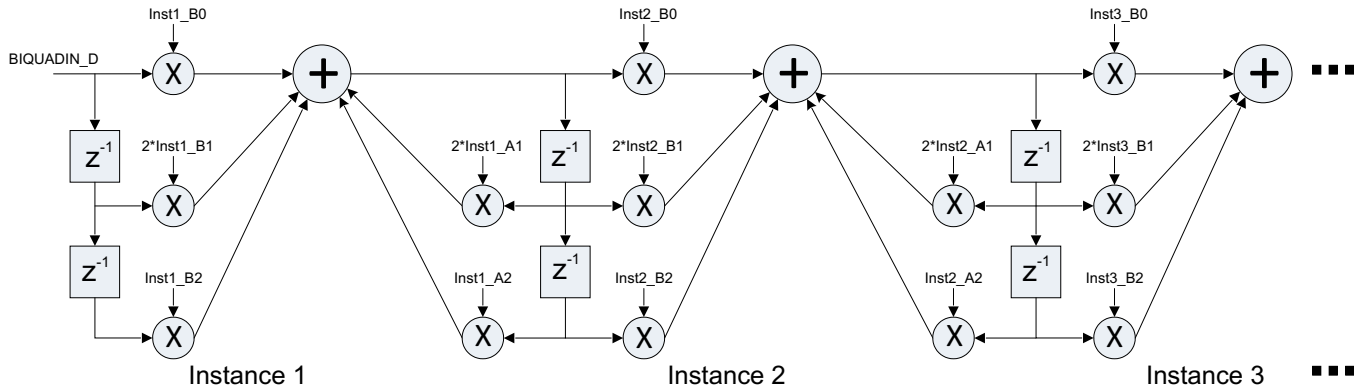 Inst1_B0
Inst2_B0
Inst3_B0
BIQUADIN_D
X
+
X
+
X
+
z-1
2*Inst1_B1
2*Inst1_A1
z-1
2*Inst2_B1
2*Inst2_A1
z-1
2*Inst3_B1
X
X
X
X
X
z-1
Inst1_B2
Inst1_A2
z-1
Inst2_B2
Inst2_A2
z-1
Inst3_B2
X
X
X
X
X
Instance 1
Instance 2
Instance 3